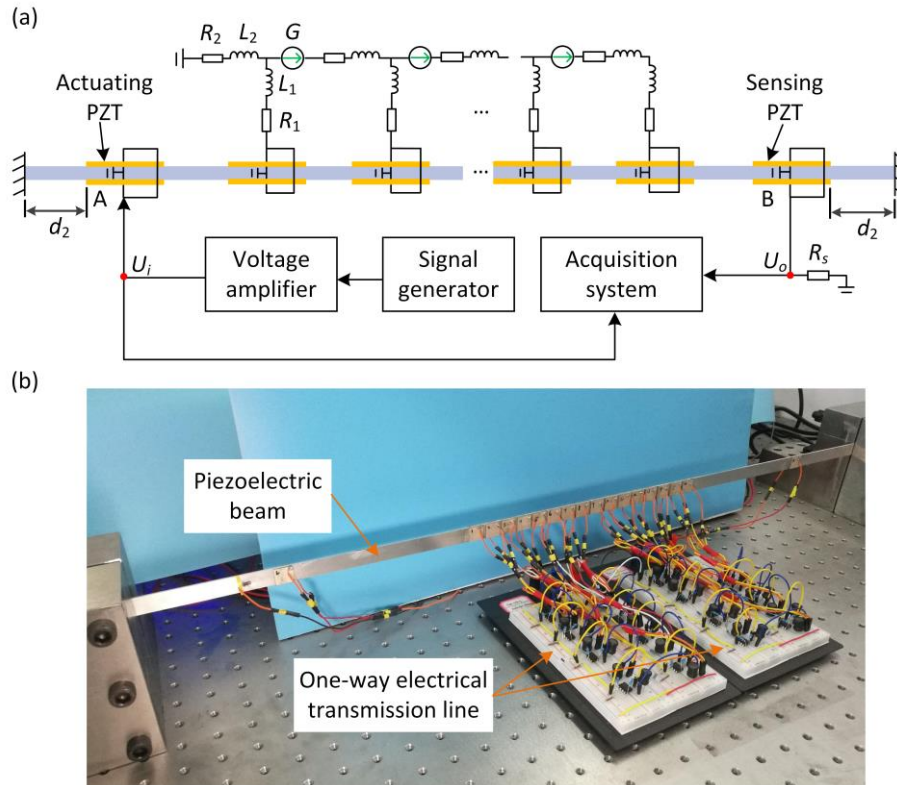 (a)
R₂ L₂ G
L₁
R₁
Actuating
PZT
Sensing
PZT
...
...
A
B
d₂
d₂
Uᵢ
Voltage
amplifier
Signal
generator
Acquisition
system
Uₒ
Rₛ
(b)
Piezoelectric
beam
One-way electrical
transmission line